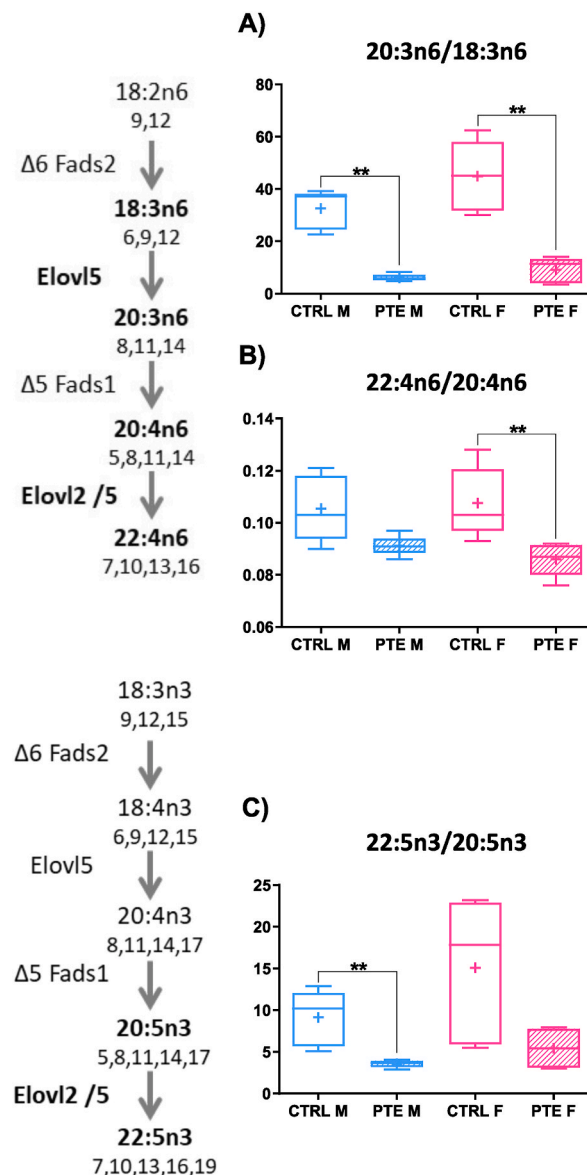 18:2n6
9,12
Δ6 Fads2
18:3n6
6,9,12
Elovl5
20:3n6
8,11,14
Δ5 Fads1
20:4n6
5,8,11,14
Elovl2 /5
22:4n6
7,10,13,16
A)
20:3n6/18:3n6
80
60
40
20
0
**
**
CTRL M PTE M CTRL F PTE F
B)
22:4n6/20:4n6
0.14
0.12
0.10
0.08
0.06
**
CTRL M PTE M CTRL F PTE F
18:3n3
9,12,15
Δ6 Fads2
18:4n3
6,9,12,15
Elovl5
20:4n3
8,11,14,17
Δ5 Fads1
20:5n3
5,8,11,14,17
Elovl2 /5
22:5n3
7,10,13,16,19
C)
22:5n3/20:5n3
25
20
15
10
5
0
**
CTRL M PTE M CTRL F PTE F